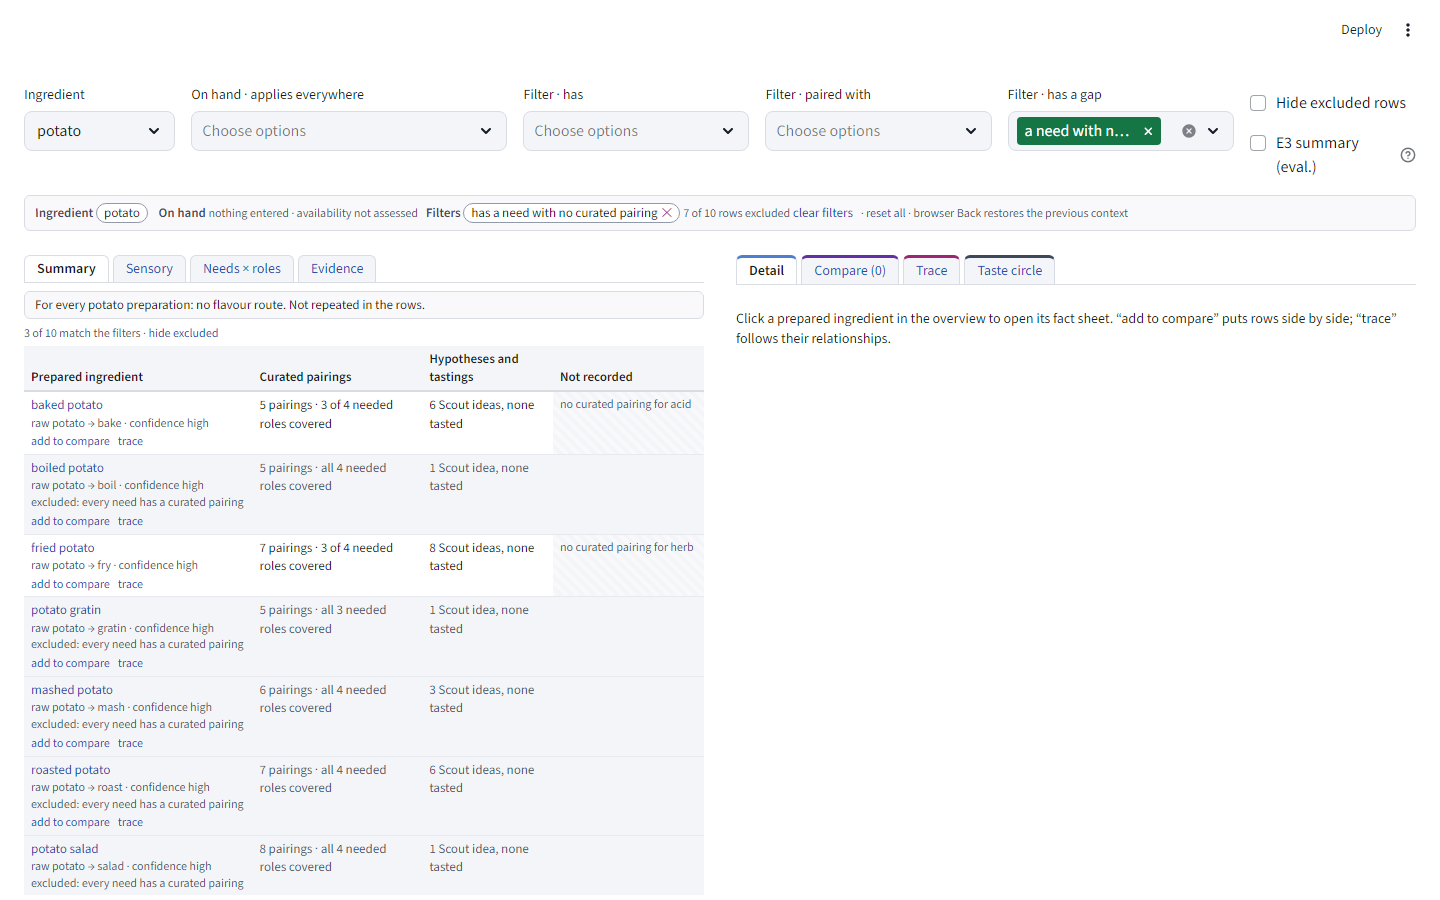 Deploy
Ingredient
On hand · applies everywhere
Filter · has
Filter · paired with
Filter · has a gap
potato
Choose options
Choose options
Choose options
a need with n...
Hide excluded rows
E3 summary
(eval.)
Ingredient potato On hand nothing entered · availability not assessed Filters has a need with no curated pairing 7 of 10 rows excluded clear filters · reset all · browser Back restores the previous context
Summary
Sensory
Needs × roles
Evidence
For every potato preparation: no flavour route. Not repeated in the rows.
3 of 10 match the filters · hide excluded
Prepared ingredient
Curated pairings
Hypotheses and
tastings
Not recorded
baked potato
raw potato → bake · confidence high
add to compare trace
5 pairings · 3 of 4 needed
roles covered
6 Scout ideas, none
tasted
no curated pairing for acid
boiled potato
raw potato → boil · confidence high
excluded: every need has a curated pairing
add to compare trace
5 pairings · all 4 needed
roles covered
1 Scout idea, none
tasted
fried potato
raw potato → fry · confidence high
add to compare trace
7 pairings · 3 of 4 needed
roles covered
8 Scout ideas, none
tasted
no curated pairing for herb
potato gratin
raw potato → gratin · confidence high
excluded: every need has a curated pairing
add to compare trace
5 pairings · all 3 needed
roles covered
1 Scout idea, none
tasted
mashed potato
raw potato → mash · confidence high
excluded: every need has a curated pairing
add to compare trace
6 pairings · all 4 needed
roles covered
3 Scout ideas, none
tasted
roasted potato
raw potato → roast · confidence high
excluded: every need has a curated pairing
add to compare trace
7 pairings · all 4 needed
roles covered
6 Scout ideas, none
tasted
potato salad
raw potato → salad · confidence high
excluded: every need has a curated pairing
8 pairings · all 4 needed
roles covered
1 Scout idea, none
tasted
Detail
Compare (0)
Trace
Taste circle
Click a prepared ingredient in the overview to open its fact sheet. “add to compare” puts rows side by side; “trace”
follows their relationships.